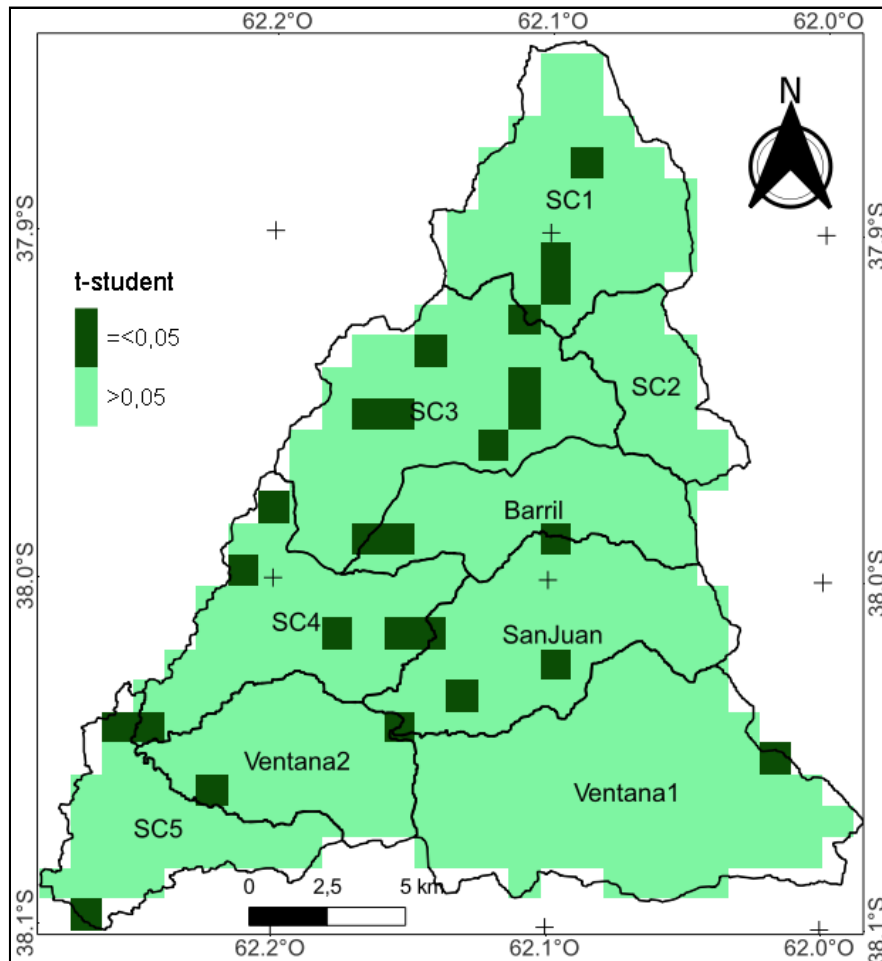 62.2°O 62.1°O 62.0°O
N
SC1
37.9°S 37.9°S
t-student
=<0,05
>0,05
SC2
SC3
Barril
38.0°S 38.0°S
SC4
SanJuan
Ventana2
Ventana1
SC5
0 2,5 5 km
38.1°S 38.1°S
62.2°O 62.1°O 62.0°O